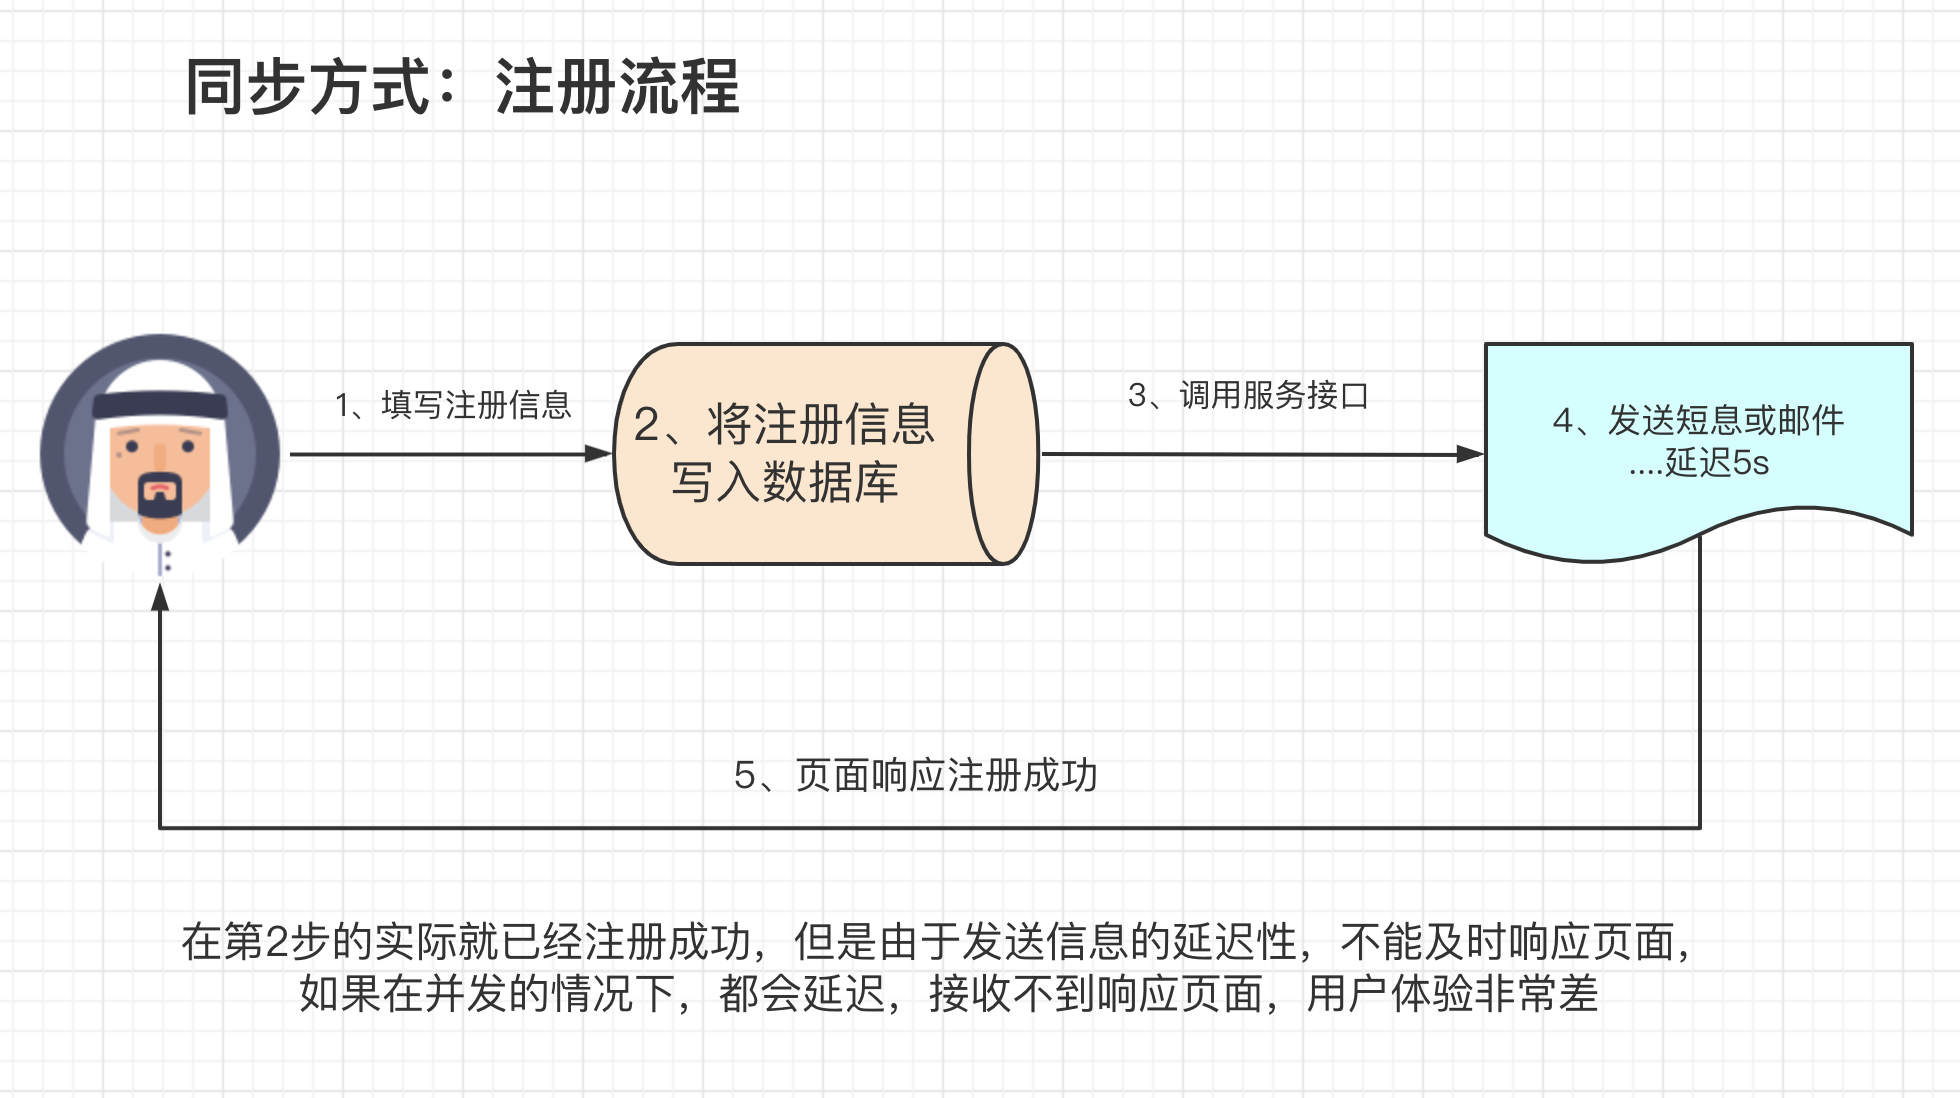 同步方式：注册流程
1、填写注册信息
2、将注册信息
写入数据库
3、调用服务接口
4、发送短息或邮件
....延迟5s
5、页面响应注册成功
在第2步的实际就已经注册成功，但是由于发送信息的延迟性，不能及时响应页面，
如果在并发的情况下，都会延迟，接收不到响应页面，用户体验非常差